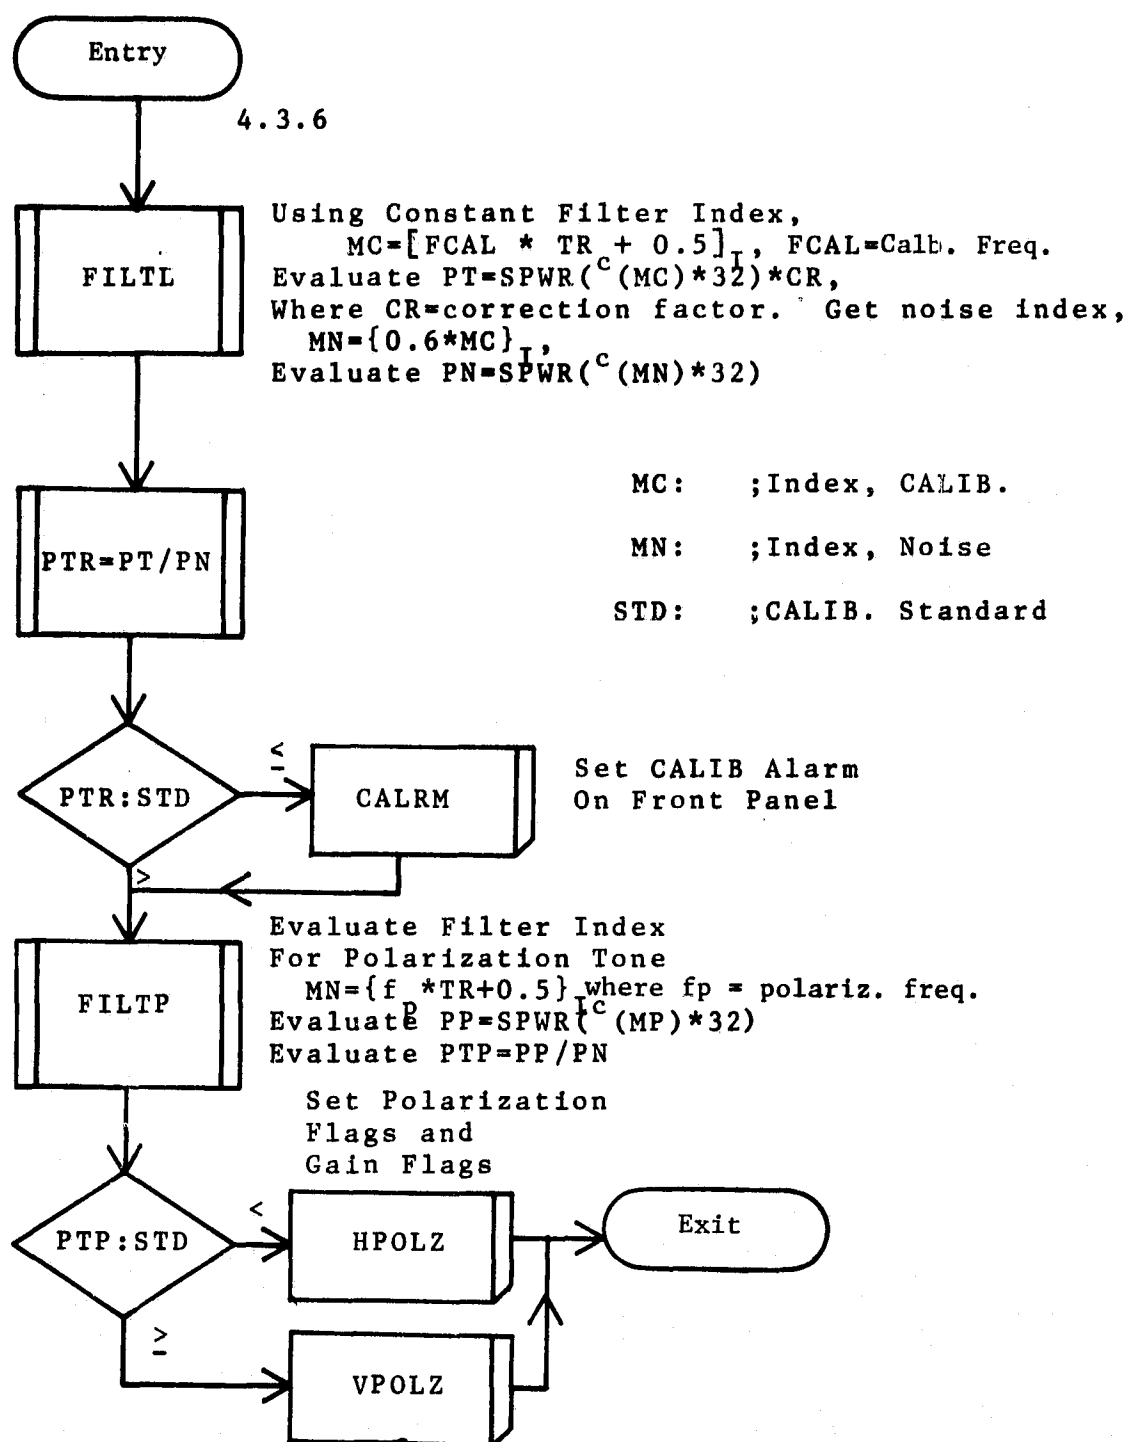 Entry
4.3.6
FILTL
Using Constant Filter Index,
MC=[FCAL * TR + 0.5]I, FCAL=Calb. Freq.
Evaluate PT=SPWR(c(MC)*32)*CR,
Where CR=correction factor. Get noise index,
MN={0.6*MC}I,
Evaluate PN=SPWR(c(MN)*32)
PTR=PT/PN
MC: ;Index, CALIB.
MN: ;Index, Noise
STD: ;CALIB. Standard
PTR:STD
≤
CALRM
Set CALIB Alarm
On Front Panel
>
FILTP
Evaluate Filter Index
For Polarization Tone
MN={fp*TR+0.5}I where fp = polariz. freq.
Evaluate PP=SPWR(c(MP)*32)
Evaluate PTP=PP/PN
Set Polarization
Flags and
Gain Flags
PTP:STD
<
HPOLZ
Exit
≥
VPOLZ